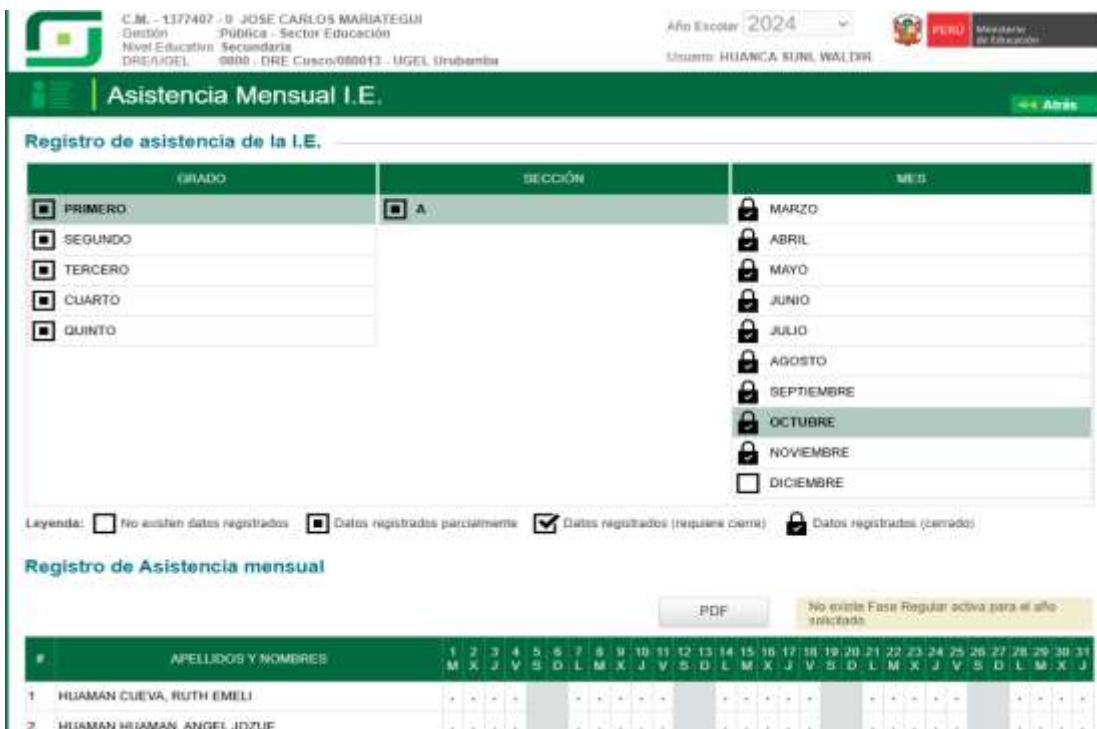 C.M. - 1377407 - 0 JOSE CARLOS MARIATEGUI
Gestión :Pública - Sector Educación
Nivel Educativo Secundaria
DRE/UGEL 0800 - DRE Cusco/080013 - UGEL Urubamba
Año Escolar 2024
Usuario: HUANCA SUNI, WALDIR
PERÚ Ministerio de Educación
Asistencia Mensual I.E.
Atrás
Registro de asistencia de la I.E.
GRADO SECCIÓN MES
PRIMERO A MARZO
SEGUNDO ABRIL
TERCERO MAYO
CUARTO JUNIO
QUINTO JULIO
AGOSTO
SEPTIEMBRE
OCTUBRE
NOVIEMBRE
DICIEMBRE
Leyenda: No existen datos registrados Datos registrados parcialmente Datos registrados (requiere cierre) Datos registrados (cerrado)
Registro de Asistencia mensual
PDF
No existe Fase Regular activa para el año
solicitado.
# APELLIDOS Y NOMBRES 1 2 3 4 5 6 7 8 9 10 11 12 13 14 15 16 17 18 19 20 21 22 23 24 25 26 27 28 29 30 31
M X J V S D L M X J V S D L M X J V S D L M X J V S D L M X J
1 HUAMAN CUEVA, RUTH EMELI - - - - - - - - - - - - - - - - - - - - - - -
2 HUAMAN HUAMAN, ANGEL JOZUE